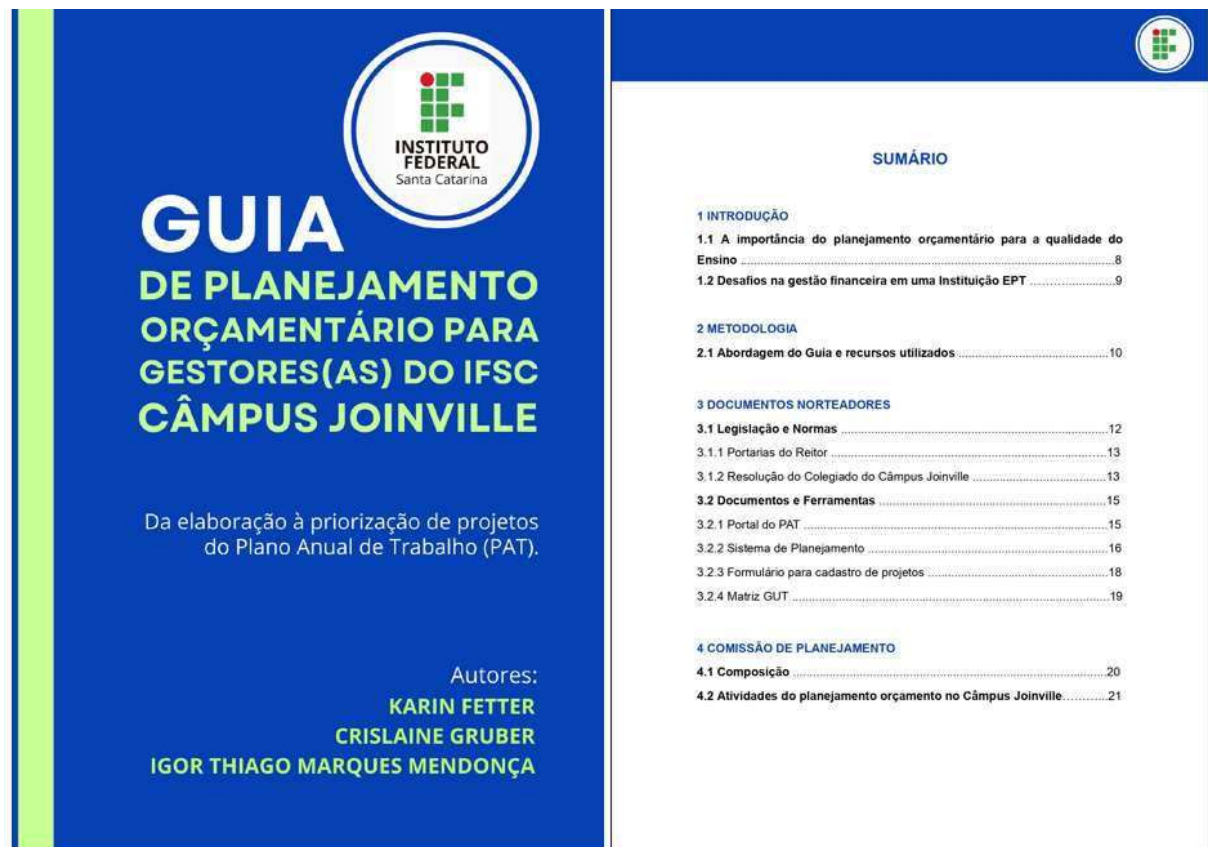 INSTITUTO
FEDERAL
Santa Catarina
GUIA
DE PLANEJAMENTO
ORÇAMENTÁRIO PARA
GESTORES(AS) DO IFSC
CÂMPUS JOINVILLE
Da elaboração à priorização de projetos
do Plano Anual de Trabalho (PAT).
Autores:
KARIN FETTER
CRISLAINE GRUBER
IGOR THIAGO MARQUES MENDONÇA
SUMÁRIO
1 INTRODUÇÃO
1.1 A importância do planejamento orçamentário para a qualidade do
Ensino ........................................................8
1.2 Desafios na gestão financeira em uma Instituição EPT ......................9
2 METODOLOGIA
2.1 Abordagem do Guia e recursos utilizados ........................................10
3 DOCUMENTOS NORTEADORES
3.1 Legislação e Normas ........................................................12
3.1.1 Portarias do Reitor ........................................................13
3.1.2 Resolução do Colegiado do Câmpus Joinville ..................................13
3.2 Documentos e Ferramentas ..................................................15
3.2.1 Portal do PAT ........................................................15
3.2.2 Sistema de Planejamento ..................................................16
3.2.3 Formulário para cadastro de projetos ........................................18
3.2.4 Matriz GUT ........................................................19
4 COMISSÃO DE PLANEJAMENTO
4.1 Composição ........................................................20
4.2 Atividades do planejamento orçamento no Câmpus Joinville............21